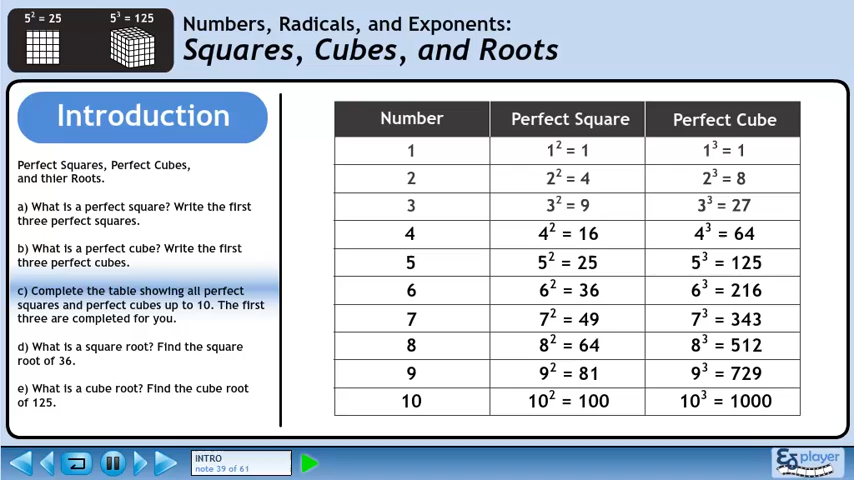 5² = 25 5³ = 125
Numbers, Radicals, and Exponents:
Squares, Cubes, and Roots
Introduction
Perfect Squares, Perfect Cubes,
and thier Roots.
a) What is a perfect square? Write the first
three perfect squares.
b) What is a perfect cube? Write the first
three perfect cubes.
c) Complete the table showing all perfect
squares and perfect cubes up to 10. The first
three are completed for you.
d) What is a square root? Find the square
root of 36.
e) What is a cube root? Find the cube root
of 125.
Number Perfect Square Perfect Cube
1 1² = 1 1³ = 1
2 2² = 4 2³ = 8
3 3² = 9 3³ = 27
4 4² = 16 4³ = 64
5 5² = 25 5³ = 125
6 6² = 36 6³ = 216
7 7² = 49 7³ = 343
8 8² = 64 8³ = 512
9 9² = 81 9³ = 729
10 10² = 100 10³ = 1000
INTRO
note 39 of 61
player